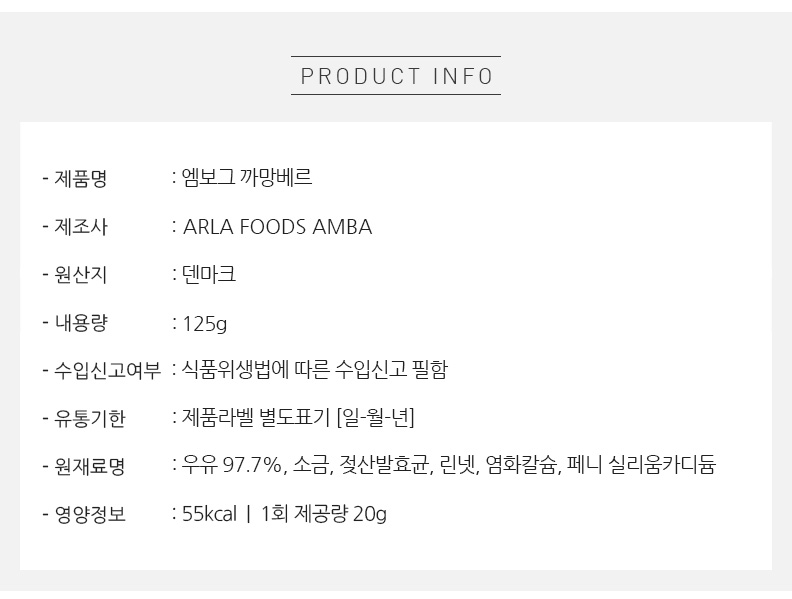 PRODUCT INFO
- 제품명 : 엠보그 까망베르
- 제조사 : ARLA FOODS AMBA
- 원산지 : 덴마크
- 내용량 : 125g
- 수입신고여부 : 식품위생법에 따른 수입신고 필함
- 유통기한 : 제품라벨 별도표기 [일-월-년]
- 원재료명 : 우유 97.7%, 소금, 젖산발효균, 린넷, 염화칼슘, 페니 실리움카디듐
- 영양정보 : 55kcal | 1회 제공량 20g